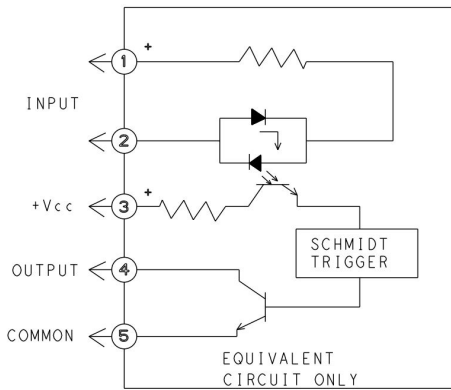 1 +
INPUT
2
+Vcc 3 +
SCHMIDT
TRIGGER
OUTPUT 4
COMMON 5
EQUIVALENT
CIRCUIT ONLY